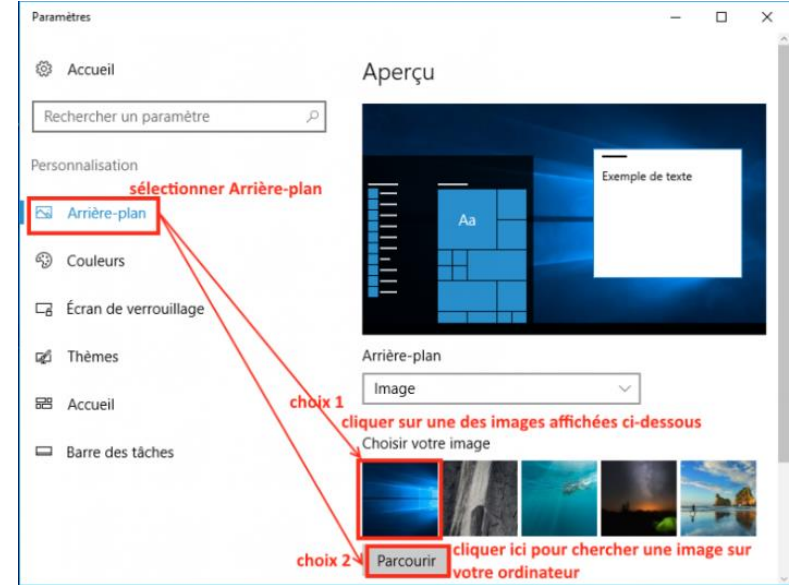 Paramètres
Accueil
Rechercher un paramètre
Personnalisation
sélectionner Arrière-plan
Arrière-plan
Couleurs
Écran de verrouillage
Thèmes
Accueil
Barre des tâches
Aperçu
Exemple de texte
Aa
Arrière-plan
Image
choix 1
cliquer sur une des images affichées ci-dessous
Choisir votre image
choix 2
Parcourir
cliquer ici pour chercher une image sur
votre ordinateur